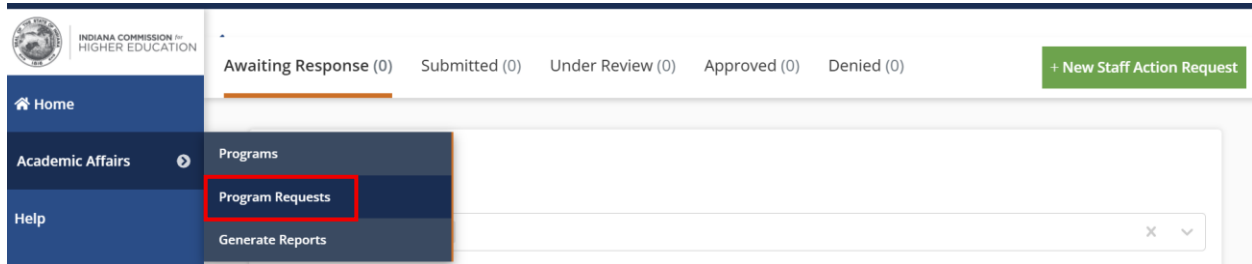 INDIANA COMMISSION for
HIGHER EDUCATION
Awaiting Response (0)
Submitted (0)
Under Review (0)
Approved (0)
Denied (0)
+ New Staff Action Request
Home
Academic Affairs
Help
Programs
Program Requests
Generate Reports